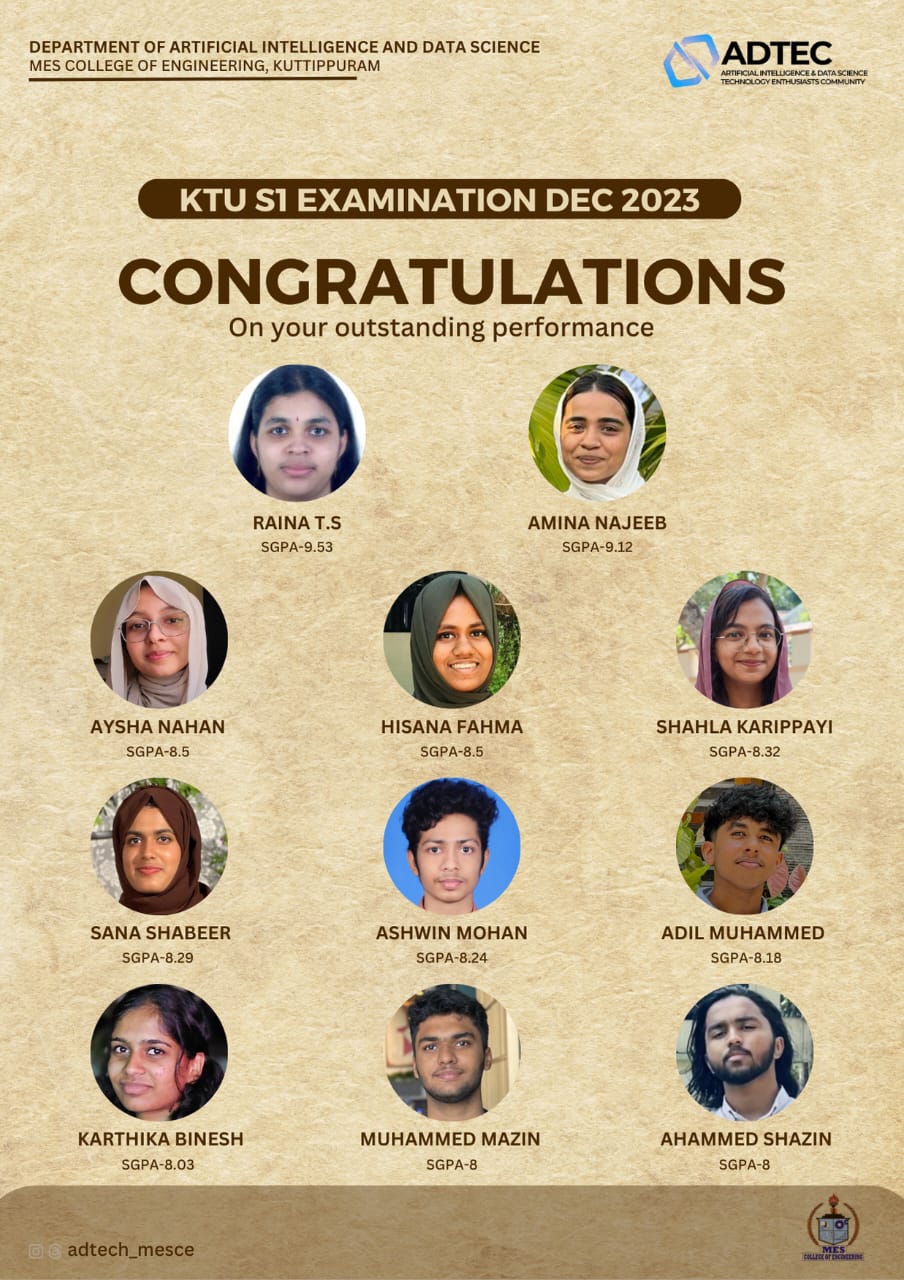 DEPARTMENT OF ARTIFICIAL INTELLIGENCE AND DATA SCIENCE
MES COLLEGE OF ENGINEERING, KUTTIPPURAM
ADTEC
ARTIFICIAL INTELLIGENCE & DATA SCIENCE
TECHNOLOGY ENTHUSIASTS COMMUNITY
KTU S1 EXAMINATION DEC 2023
CONGRATULATIONS
On your outstanding performance
RAINA T.S
SGPA-9.53
AMINA NAJEEB
SGPA-9.12
AYSHA NAHAN
SGPA-8.5
HISANA FAHMA
SGPA-8.5
SHAHLA KARIPPAYI
SGPA-8.32
SANA SHABEER
SGPA-8.29
ASHWIN MOHAN
SGPA-8.24
ADIL MUHAMMED
SGPA-8.18
KARTHIKA BINESH
SGPA-8.03
MUHAMMED MAZIN
SGPA-8
AHAMMED SHAZIN
SGPA-8
adtech_mesce
MES
COLLEGE OF ENGINEERING